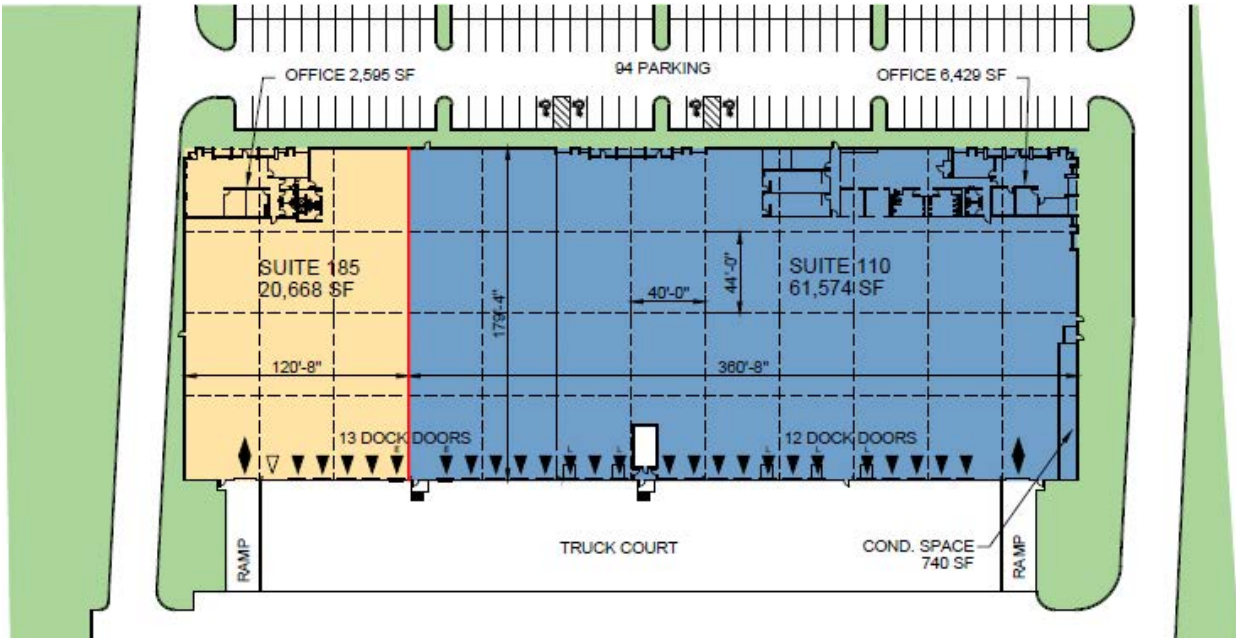 OFFICE 2,595 SF
94 PARKING
OFFICE 6,429 SF
SUITE 185
20,668 SF
SUITE 110
61,574 SF
44'-0"
40'-0"
179'-4"
120'-8"
360'-8"
13 DOCK DOORS
12 DOCK DOORS
E
E
L
L
L
L
L
RAMP
TRUCK COURT
COND. SPACE
740 SF
RAMP